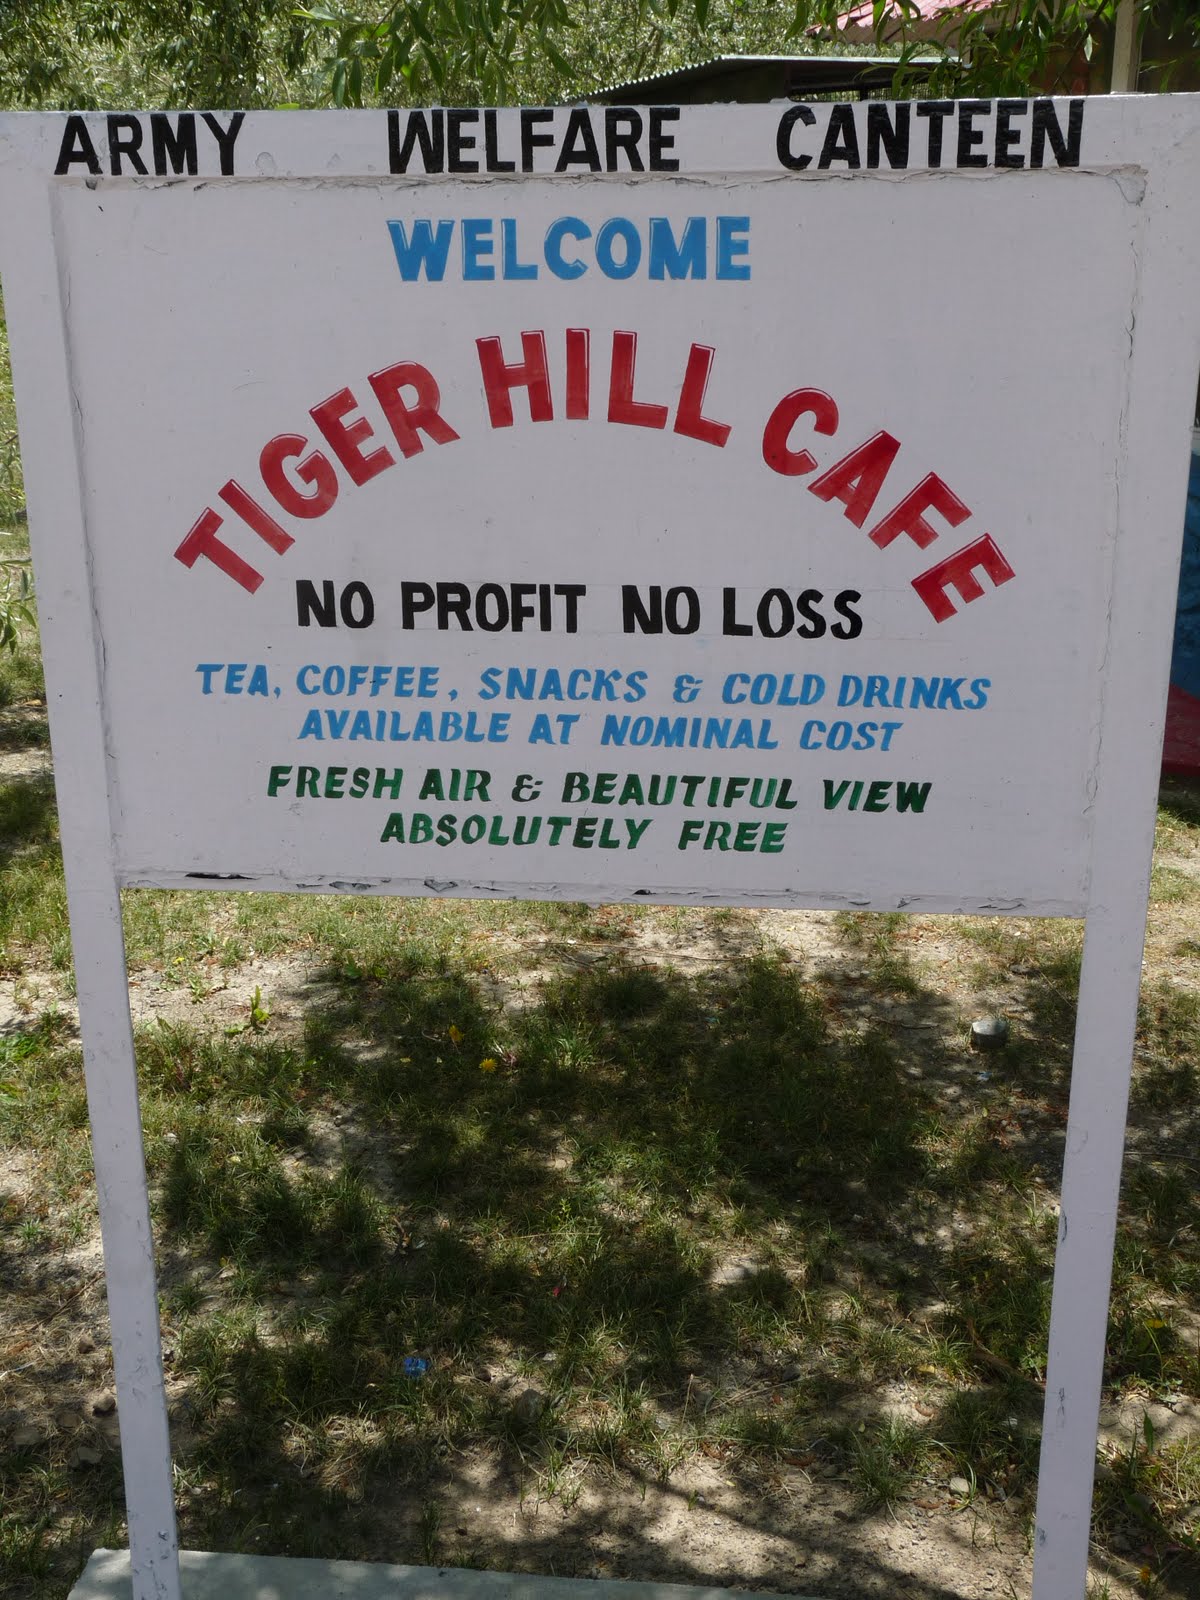 ARMY WELFARE CANTEEN
WELCOME
TIGER HILL CAFE
NO PROFIT NO LOSS
TEA, COFFEE, SNACKS & COLD DRINKS
AVAILABLE AT NOMINAL COST
FRESH AIR & BEAUTIFUL VIEW
ABSOLUTELY FREE